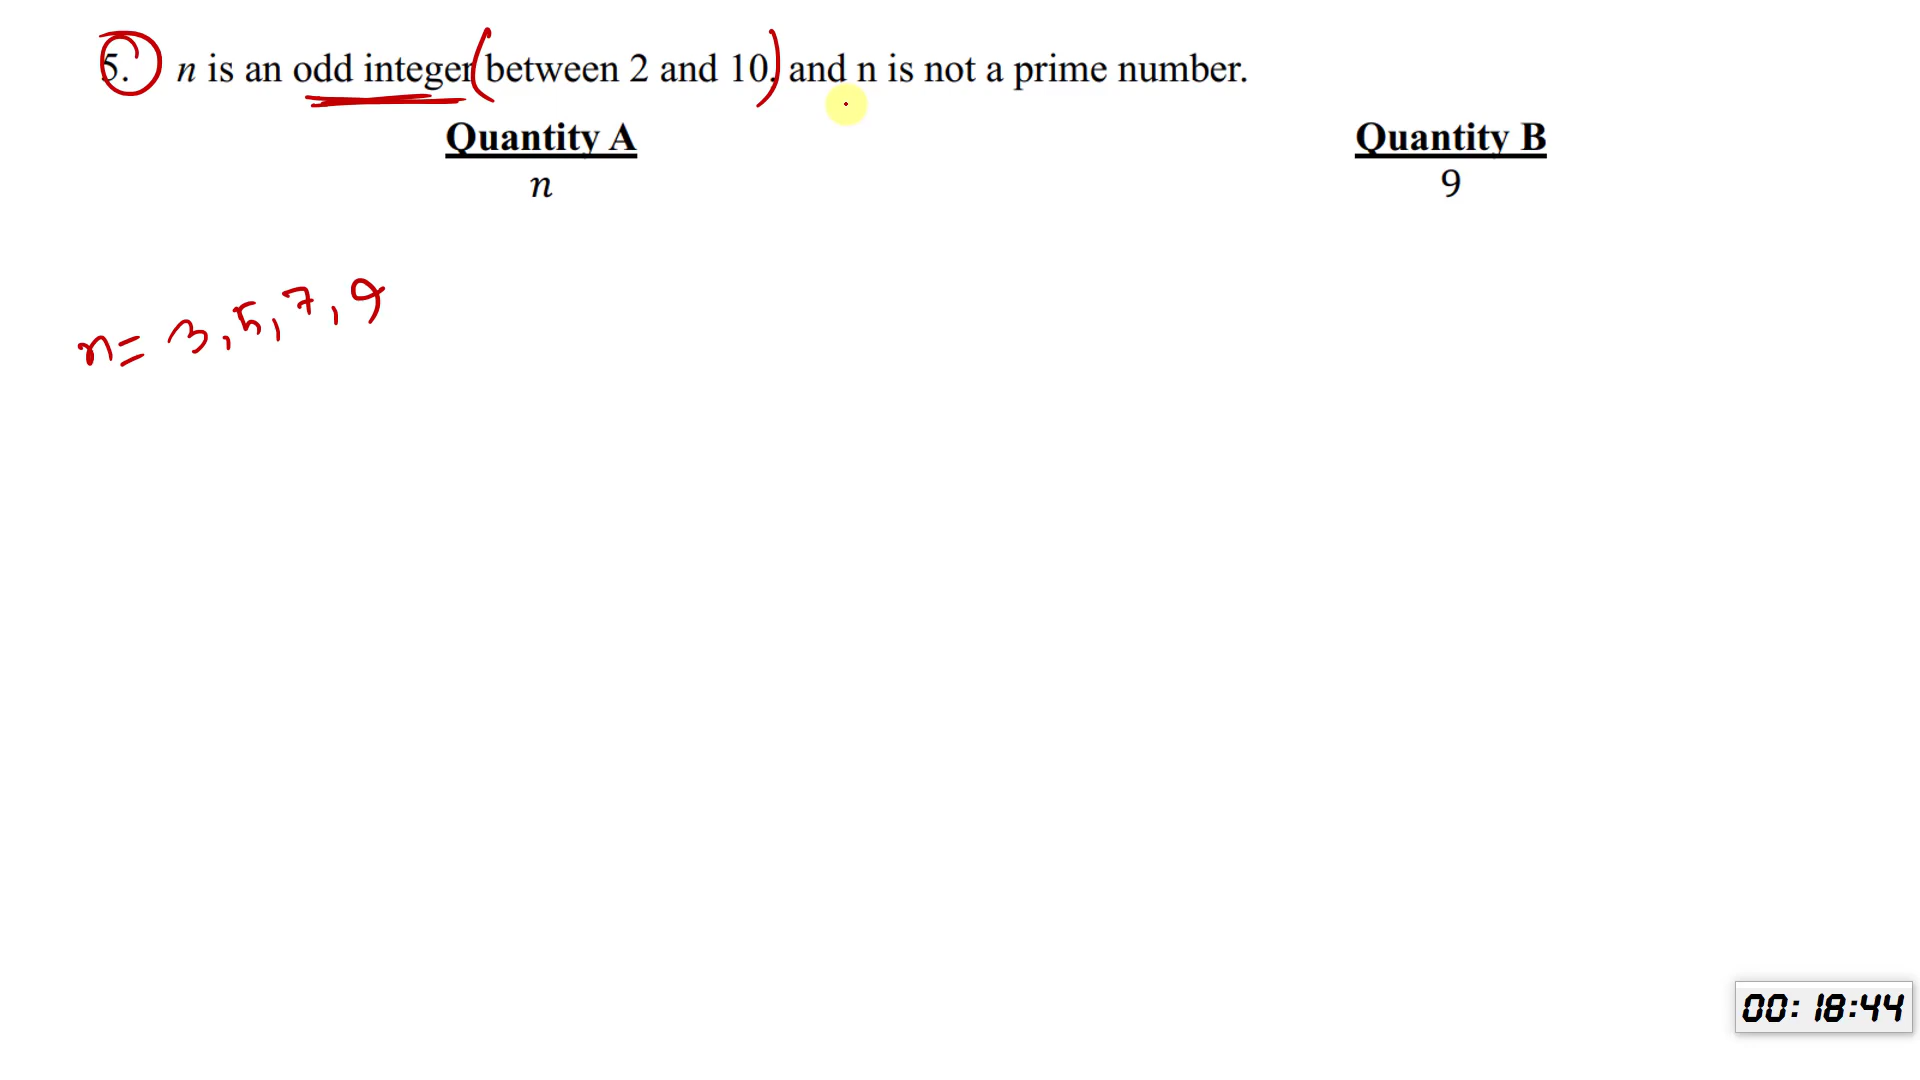 5. n is an odd integer (between 2 and 10,) and n is not a prime number.
Quantity A Quantity B
n 9
n = 3, 5, 7, 9
00:18:44